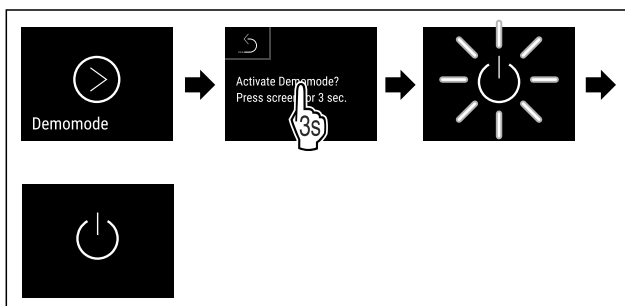 Demomode
Activate Demomode?
Press screen for 3 sec.
3s